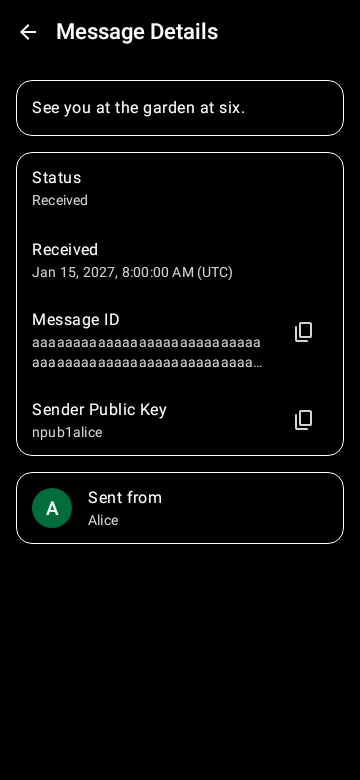 Message Details
See you at the garden at six.
Status
Received
Received
Jan 15, 2027, 8:00:00 AM (UTC)
Message ID
aaaaaaaaaaaaaaaaaaaaaaaaaaaa
aaaaaaaaaaaaaaaaaaaaaaaaaaa…
Sender Public Key
npub1alice
A
Sent from
Alice